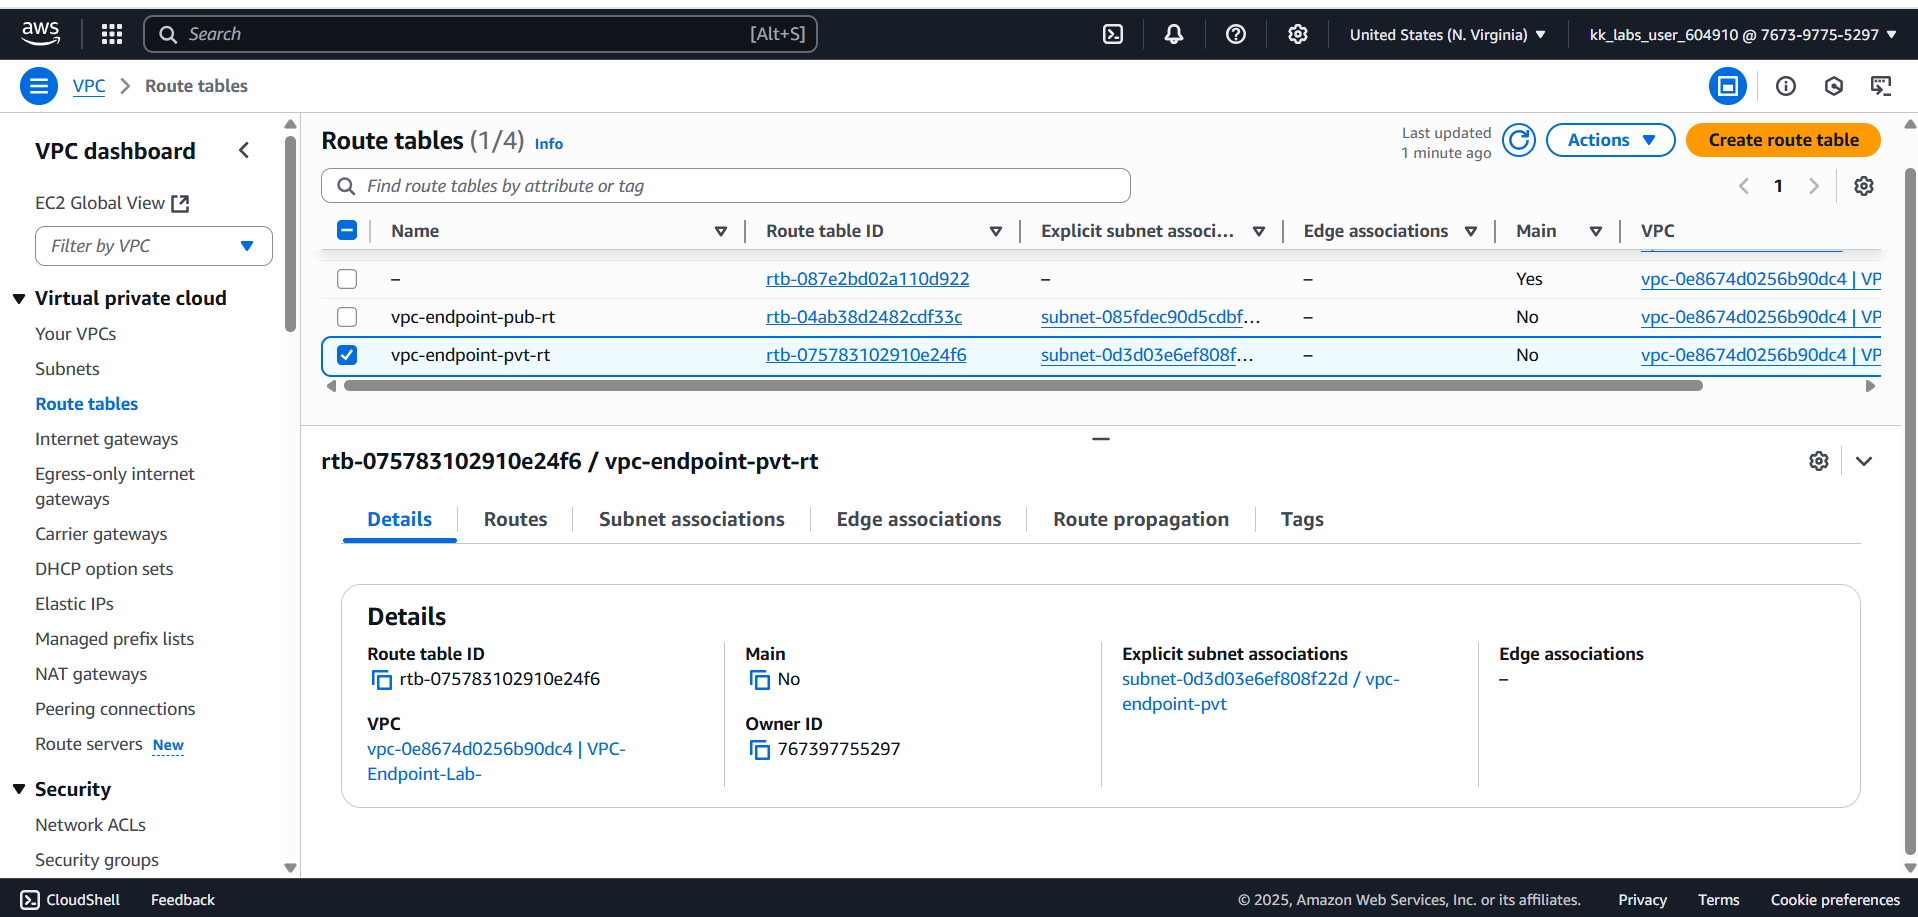 aws
Search [Alt+S]
United States (N. Virginia)
kk_labs_user_604910 @ 7673-9775-5297
VPC
Route tables
VPC dashboard
EC2 Global View
Filter by VPC
Virtual private cloud
Your VPCs
Subnets
Route tables
Internet gateways
Egress-only internet
gateways
Carrier gateways
DHCP option sets
Elastic IPs
Managed prefix lists
NAT gateways
Peering connections
Route servers New
Security
Network ACLs
Security groups
Route tables (1/4) Info
Last updated
1 minute ago
Actions
Create route table
Find route tables by attribute or tag
1
Name Route table ID Explicit subnet associ... Edge associations Main VPC
– rtb-087e2bd02a110d922 – – Yes vpc-0e8674d0256b90dc4 | VP
vpc-endpoint-pub-rt rtb-04ab38d2482cdf33c subnet-085fdec90d5cdbf... – No vpc-0e8674d0256b90dc4 | VP
vpc-endpoint-pvt-rt rtb-075783102910e24f6 subnet-0d3d03e6ef808f... – No vpc-0e8674d0256b90dc4 | VP
rtb-075783102910e24f6 / vpc-endpoint-pvt-rt
Details Routes Subnet associations Edge associations Route propagation Tags
Details
Route table ID
rtb-075783102910e24f6
VPC
vpc-0e8674d0256b90dc4 | VPC-
Endpoint-Lab-
Main
No
Owner ID
767397755297
Explicit subnet associations
subnet-0d3d03e6ef808f22d / vpc-
endpoint-pvt
Edge associations
–
CloudShell Feedback © 2025, Amazon Web Services, Inc. or its affiliates. Privacy Terms Cookie preferences